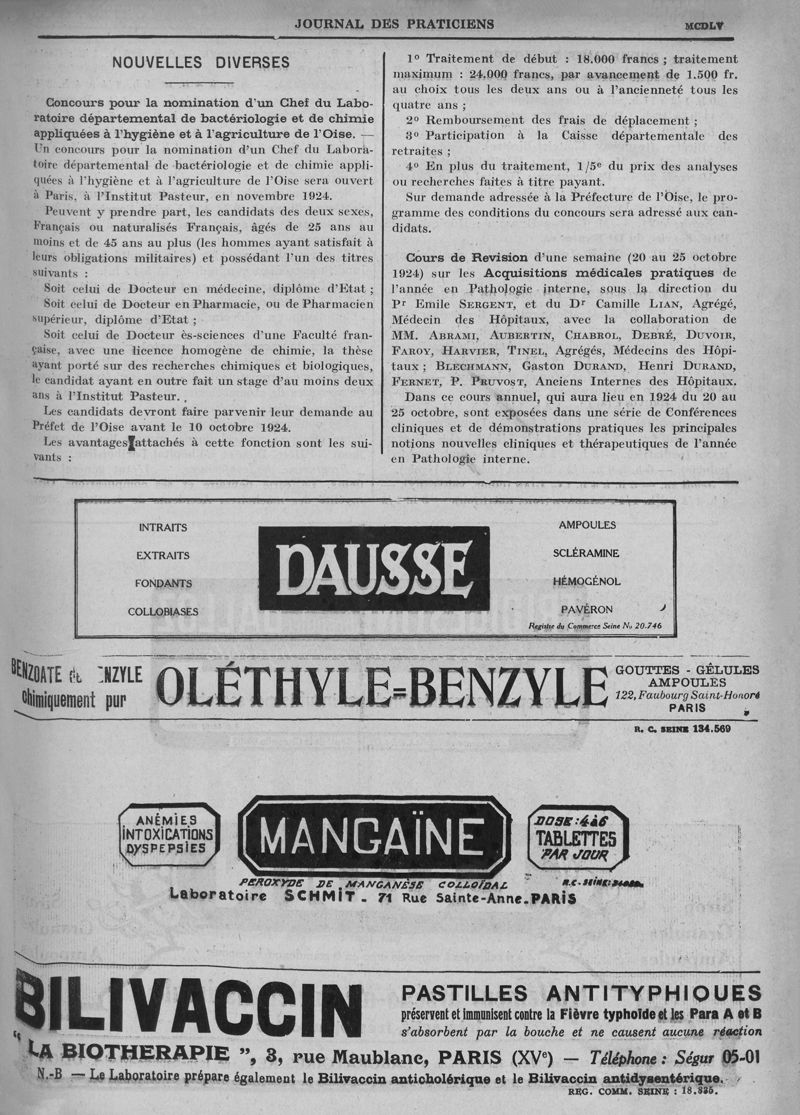 JOURNAL DES PRATICIENS
MCDLV
NOUVELLES DIVERSES
Concours pour la nomination d'un Chef du Labo-
ratoire départemental de bactériologie et de chimie
appliquées à l'hygiène et à l'agriculture de l'Oise. —
Un concours pour la nomination d'un Chef du Labora-
toire départemental de bactériologie et de chimie appli-
quées à l'hygiène et à l'agriculture de l'Oise sera ouvert
à Paris, à l'Institut Pasteur, en novembre 1924.
Peuvent y prendre part, les candidats des deux sexes,
Français ou naturalisés Français, âgés de 25 ans au
moins et de 45 ans au plus (les hommes ayant satisfait à
leurs obligations militaires) et possédant l'un des titres
suivants :
Soit celui de Docteur en médecine, diplôme d'Etat ;
Soit celui de Docteur en Pharmacie, ou de Pharmacien
supérieur, diplôme d'Etat ;
Soit celui de Docteur ès-sciences d'une Faculté fran-
çaise, avec une licence homogène de chimie, la thèse
ayant porté sur des recherches chimiques et biologiques,
le candidat ayant en outre fait un stage d'au moins deux
ans à l'Institut Pasteur.
Les candidats devront faire parvenir leur demande au
Préfet de l'Oise avant le 10 octobre 1924.
Les avantages attachés à cette fonction sont les sui-
vants :
1º Traitement de début : 18.000 francs ; traitement
maximum : 24.000 francs, par avancement de 1.500 fr.
au choix tous les deux ans ou à l'ancienneté tous les
quatre ans ;
2º Remboursement des frais de déplacement ;
3º Participation à la Caisse départementale des
retraites ;
4º En plus du traitement, 1/5e du prix des analyses
ou recherches faites à titre payant.
Sur demande adressée à la Préfecture de l'Oise, le pro-
gramme des conditions du concours sera adressé aux can-
didats.
Cours de Revision d'une semaine (20 au 25 octobre
1924) sur les Acquisitions médicales pratiques de
l'année en Pathologie interne, sous la direction du
Pr Emile SERGENT, et du Dr Camille LIAN, Agrégé,
Médecin des Hôpitaux, avec la collaboration de
MM. ABRAMI, AUBERTIN, CHABROL, DEBRÉ, DUVOIR,
FAROY, HARVIER, TINEL, Agrégés, Médecins des Hôpi-
taux ; BLECHMANN, Gaston DURAND, Henri DURAND,
FERNET, P. PRUVOST, Anciens Internes des Hôpitaux.
Dans ce cours annuel, qui aura lieu en 1924 du 20 au
25 octobre, sont exposées dans une série de Conférences
cliniques et de démonstrations pratiques les principales
notions nouvelles cliniques et thérapeutiques de l'année
en Pathologie interne.
INTRAITS
EXTRAITS
FONDANTS
COLLOBIASES
DAUSSE
AMPOULES
SCLÉRAMINE
HÉMOGÉNOL
PAVÉRON
Registre du Commerce Seine No 20.746
BENZOATE de BENZYLE
Chimiquement pur
OLÉTHYLE=BENZYLE
GOUTTES - GÉLULES
AMPOULES
122, Faubourg Saint-Honoré
PARIS
R. C. SEINE 134.569
ANÉMIES
INTOXICATIONS
DYSPEPSIES
MANGAÏNE
DOSE: 4 à 6
TABLETTES
PAR JOUR
PEROXYDE DE MANGANÈSE COLLOÏDAL
R.C. SEINE:
Laboratoire SCHMIT - 71 Rue Sainte-Anne.PARIS
BILIVACCIN
PASTILLES ANTITYPHIQUES
préservent et immunisent contre la Fièvre typhoïde et les Para A et B
s'absorbent par la bouche et ne causent aucune réaction
" LA BIOTHERAPIE ", 3, rue Maublanc, PARIS (XVe) — Téléphone : Ségur 05-01
N.-B — Le Laboratoire prépare également le Bilivaccin anticholérique et le Bilivaccin antidysentérique.
REG. COMM. SEINE : 18.835.